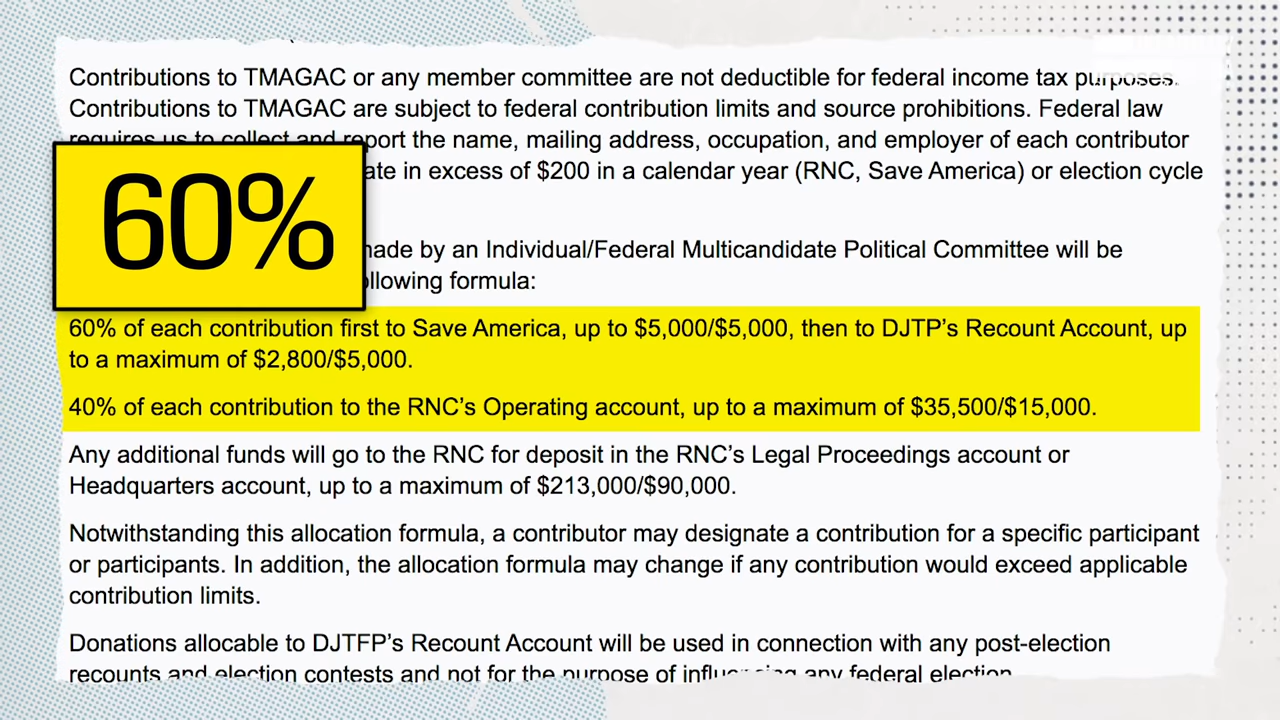 Contributions to TMAGAC or any member committee are not deductible for federal income tax purposes.
Contributions to TMAGAC are subject to federal contribution limits and source prohibitions. Federal law
requires us to collect and report the name, mailing address, occupation, and employer of each contributor
in excess of $200 in a calendar year (RNC, Save America) or election cycle
60%
by an Individual/Federal Multicandidate Political Committee will be
formula:
60% of each contribution first to Save America, up to $5,000/$5,000, then to DJTP’s Recount Account, up
to a maximum of $2,800/$5,000.
40% of each contribution to the RNC’s Operating account, up to a maximum of $35,500/$15,000.
Any additional funds will go to the RNC for deposit in the RNC’s Legal Proceedings account or
Headquarters account, up to a maximum of $213,000/$90,000.
Notwithstanding this allocation formula, a contributor may designate a contribution for a specific participant
or participants. In addition, the allocation formula may change if any contribution would exceed applicable
contribution limits.
Donations allocable to DJTFP’s Recount Account will be used in connection with any post-election
recounts and election contests and not for the purpose of influencing any federal election.